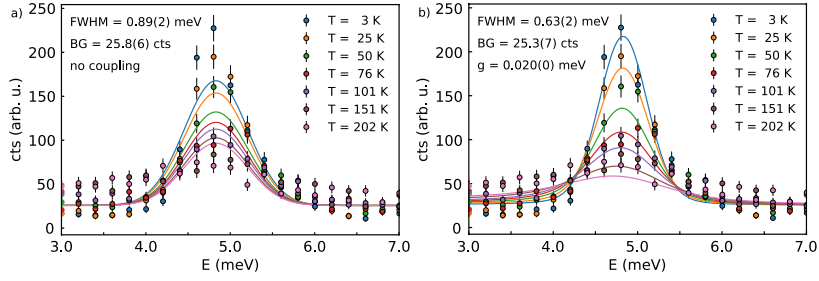 a)
FWHM = 0.89(2) meV
BG = 25.8(6) cts
no coupling
T = 3 K
T = 25 K
T = 50 K
T = 76 K
T = 101 K
T = 151 K
T = 202 K
cts (arb. u.)
250
200
150
100
50
0
3.0 4.0 5.0 6.0 7.0
E (meV)
b)
FWHM = 0.63(2) meV
BG = 25.3(7) cts
g = 0.020(0) meV
T = 3 K
T = 25 K
T = 50 K
T = 76 K
T = 101 K
T = 151 K
T = 202 K
cts (arb. u.)
250
200
150
100
50
0
3.0 4.0 5.0 6.0 7.0
E (meV)